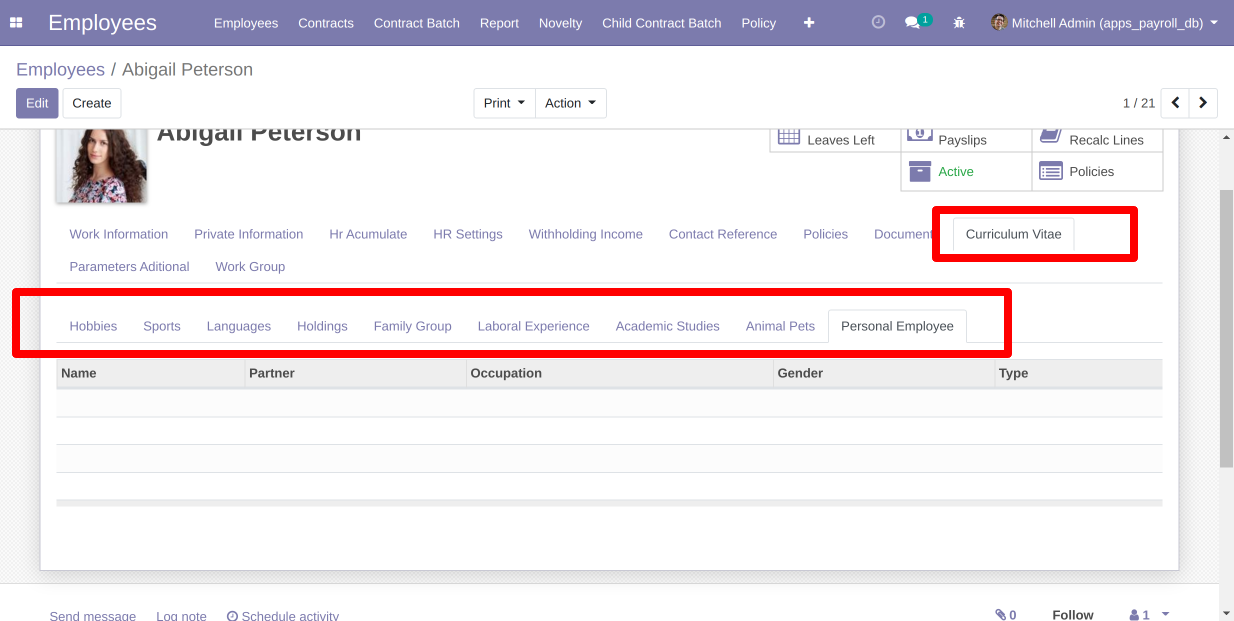 Employees Employees Contracts Contract Batch Report Novelty Child Contract Batch Policy 1 Mitchell Admin (apps_payroll_db)
Employees / Abigail Peterson
Edit Create Print Action 1 / 21
Abigail Peterson
Leaves Left Payslips Recalc Lines
Active Policies
Work Information Private Information Hr Acumulate HR Settings Withholding Income Contact Reference Policies Document Curriculum Vitae
Parameters Aditional Work Group
Hobbies Sports Languages Holdings Family Group Laboral Experience Academic Studies Animal Pets Personal Employee
Name Partner Occupation Gender Type
Send message Log note Schedule activity 0 Follow 1